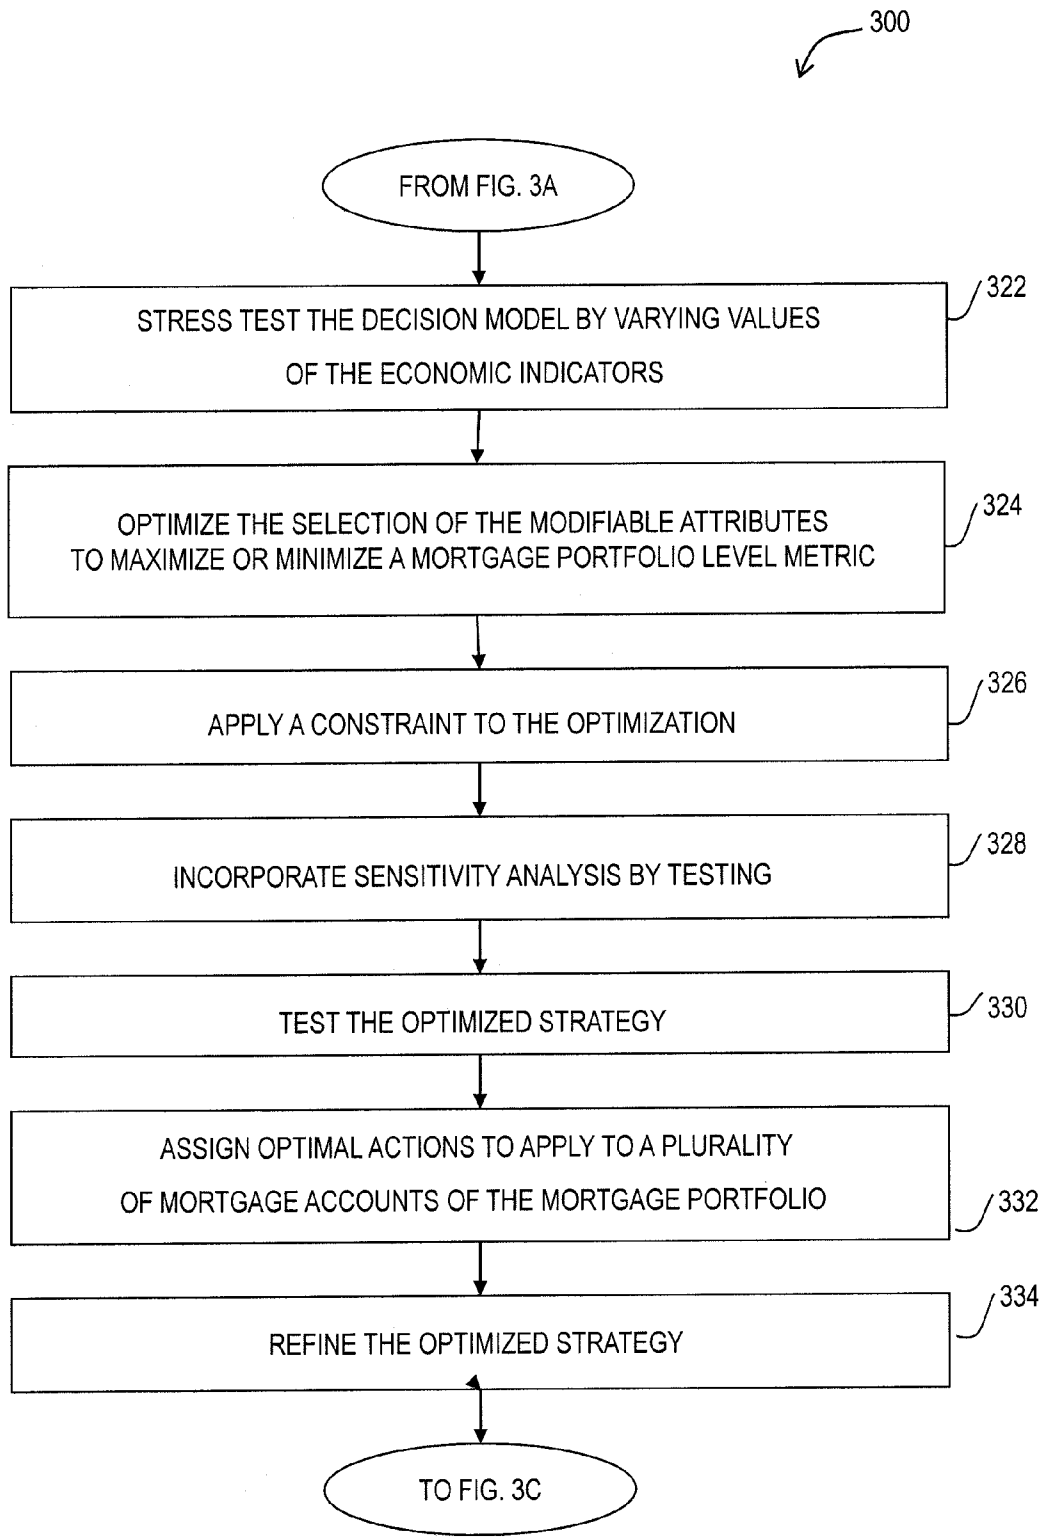 300
FROM FIG. 3A
322
STRESS TEST THE DECISION MODEL BY VARYING VALUES
OF THE ECONOMIC INDICATORS
324
OPTIMIZE THE SELECTION OF THE MODIFIABLE ATTRIBUTES
TO MAXIMIZE OR MINIMIZE A MORTGAGE PORTFOLIO LEVEL METRIC
326
APPLY A CONSTRAINT TO THE OPTIMIZATION
328
INCORPORATE SENSITIVITY ANALYSIS BY TESTING
330
TEST THE OPTIMIZED STRATEGY
ASSIGN OPTIMAL ACTIONS TO APPLY TO A PLURALITY
OF MORTGAGE ACCOUNTS OF THE MORTGAGE PORTFOLIO
332
334
REFINE THE OPTIMIZED STRATEGY
TO FIG. 3C